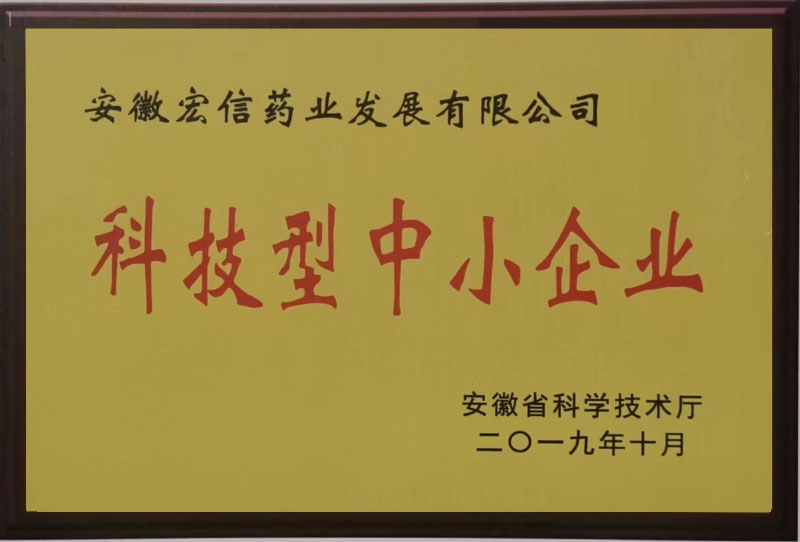 安徽宏信药业发展有限公司
科技型中小企业
安徽省科学技术厅
二〇一九年十月